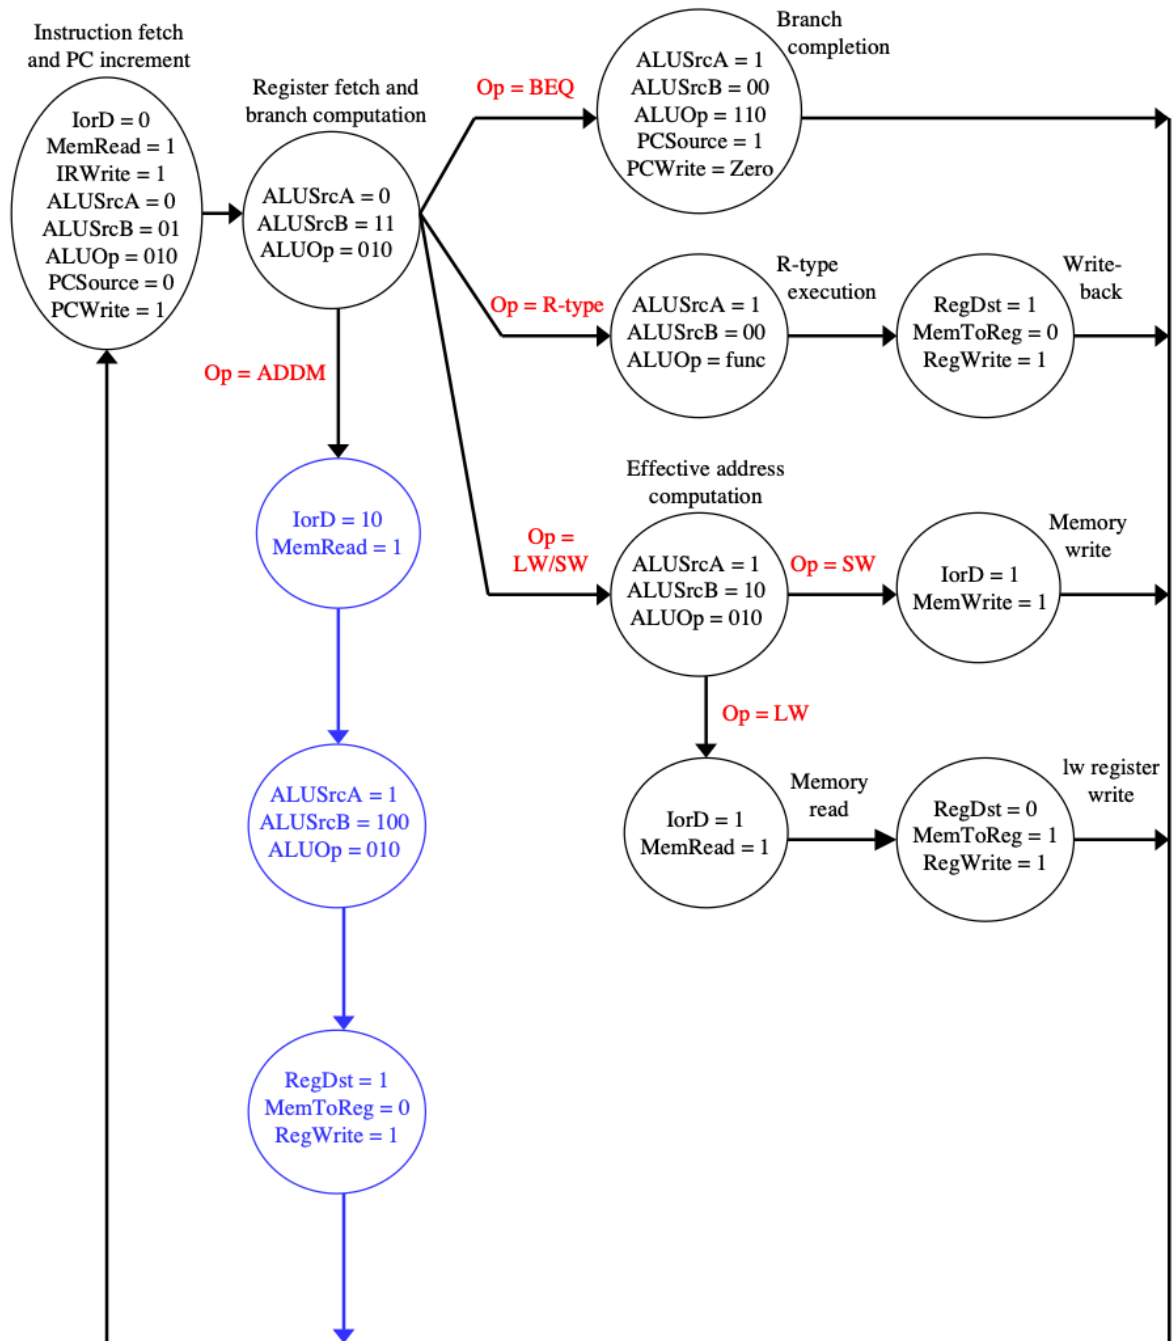 Instruction fetch
and PC increment
IorD = 0
MemRead = 1
IRWrite = 1
ALUSrcA = 0
ALUSrcB = 01
ALUOp = 010
PCSource = 0
PCWrite = 1
Register fetch and
branch computation
ALUSrcA = 0
ALUSrcB = 11
ALUOp = 010
Op = BEQ
Branch
completion
ALUSrcA = 1
ALUSrcB = 00
ALUOp = 110
PCSource = 1
PCWrite = Zero
Op = R-type
R-type
execution
ALUSrcA = 1
ALUSrcB = 00
ALUOp = func
Write-
back
RegDst = 1
MemToReg = 0
RegWrite = 1
Op = ADDM
IorD = 10
MemRead = 1
ALUSrcA = 1
ALUSrcB = 100
ALUOp = 010
RegDst = 1
MemToReg = 0
RegWrite = 1
Op =
LW/SW
Effective address
computation
ALUSrcA = 1
ALUSrcB = 10
ALUOp = 010
Op = SW
Memory
write
IorD = 1
MemWrite = 1
Op = LW
IorD = 1
MemRead = 1
Memory
read
lw register
write
RegDst = 0
MemToReg = 1
RegWrite = 1